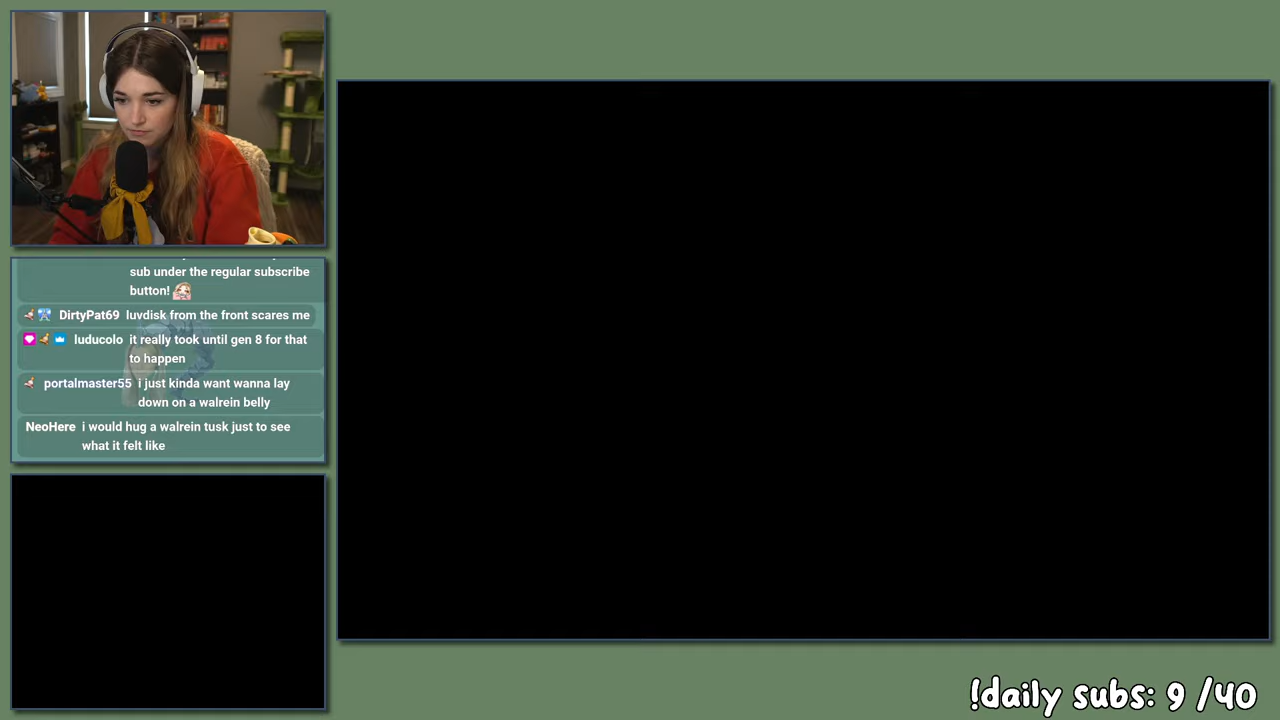 sub under the regular subscribe
button!
DirtyPat69 luvdisk from the front scares me
luducolo it really took until gen 8 for that
to happen
portalmaster55 i just kinda want wanna lay
down on a walrein belly
NeoHere i would hug a walrein tusk just to see
what it felt like
!daily subs: 9 /40